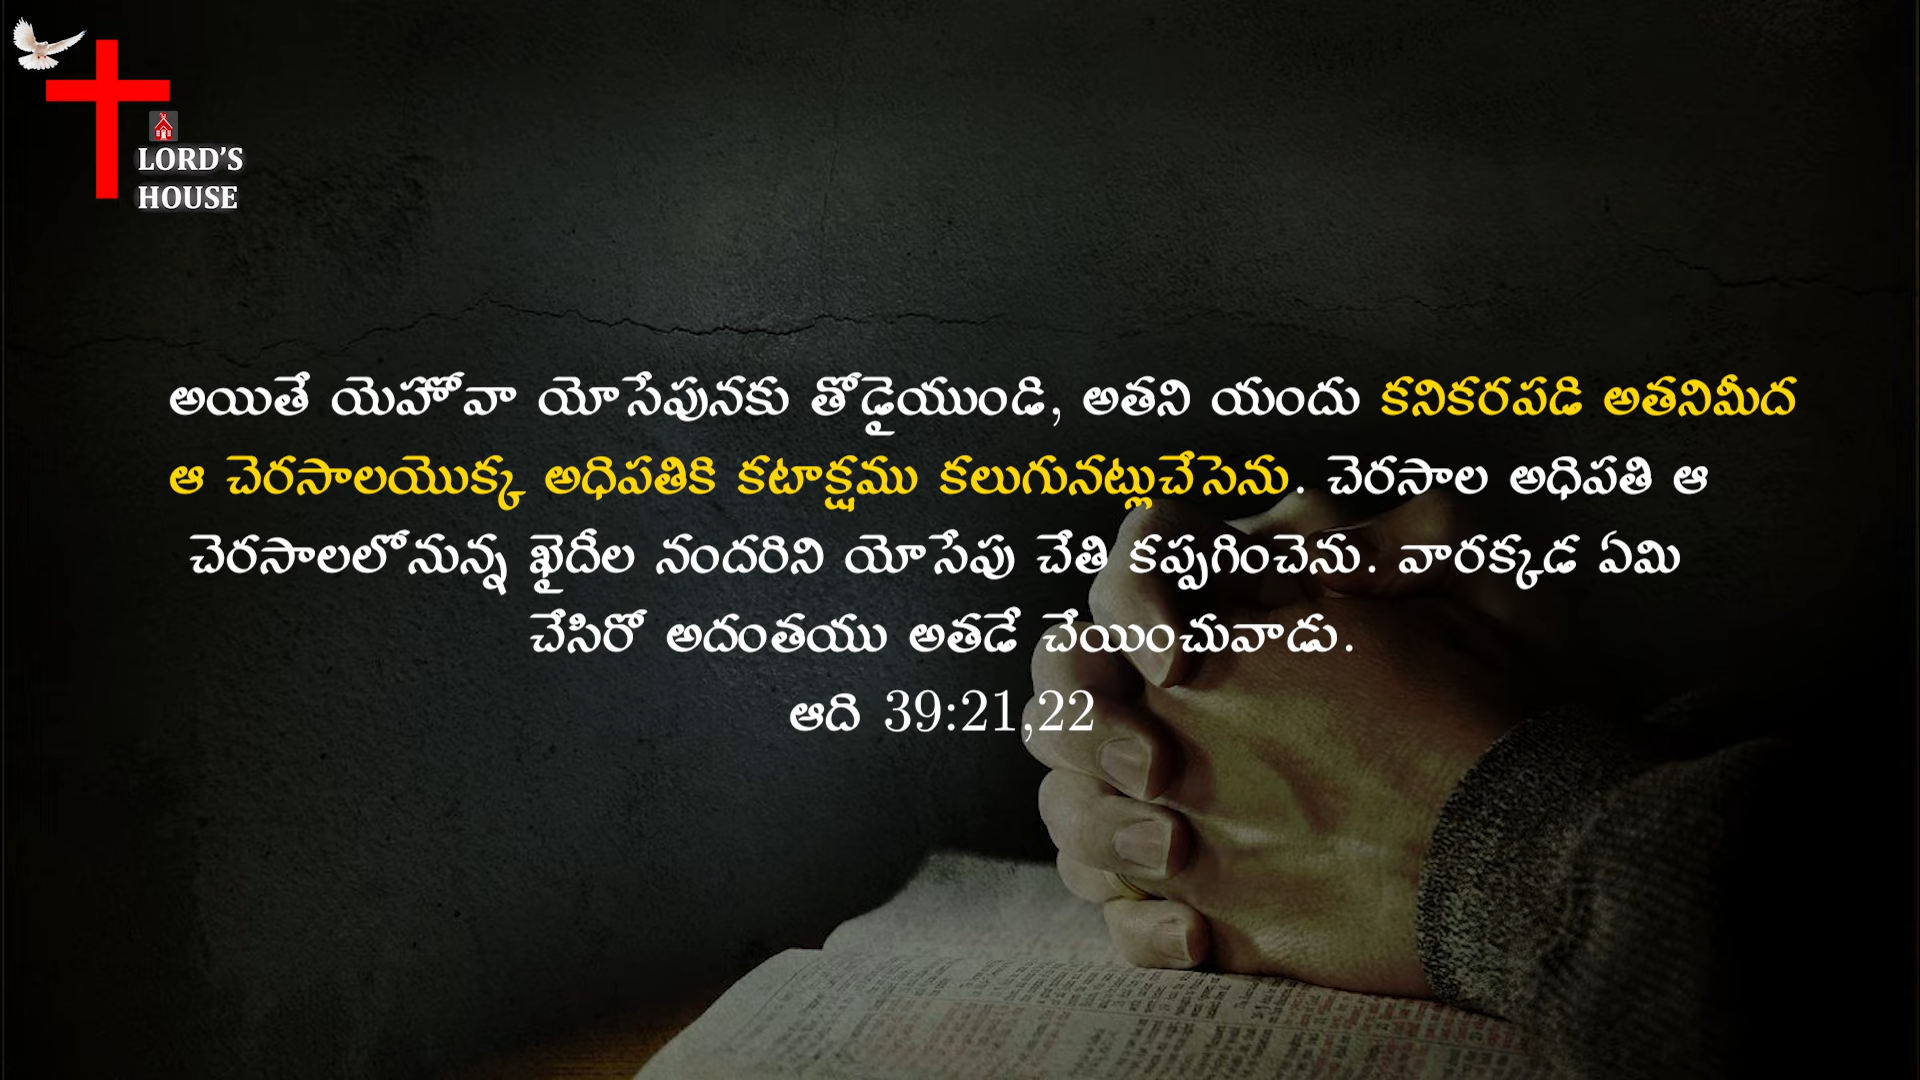 LORD'S
HOUSE
అయితే యెహోవా యోసేపునకు తోడైయుండి, అతని యందు కనికరపడి అతనిమీద
ఆ చెరసాలయొక్క అధిపతికి కటాక్షము కలుగునట్లుచేసెను. చెరసాల అధిపతి ఆ
చెరసాలలోనున్న ఖైదీల నందరిని యోసేపు చేతి కప్పగించెను. వారక్కడ ఏమి
చేసిరో అదంతయు అతడే చేయించువాడు.
ఆది 39:21,22